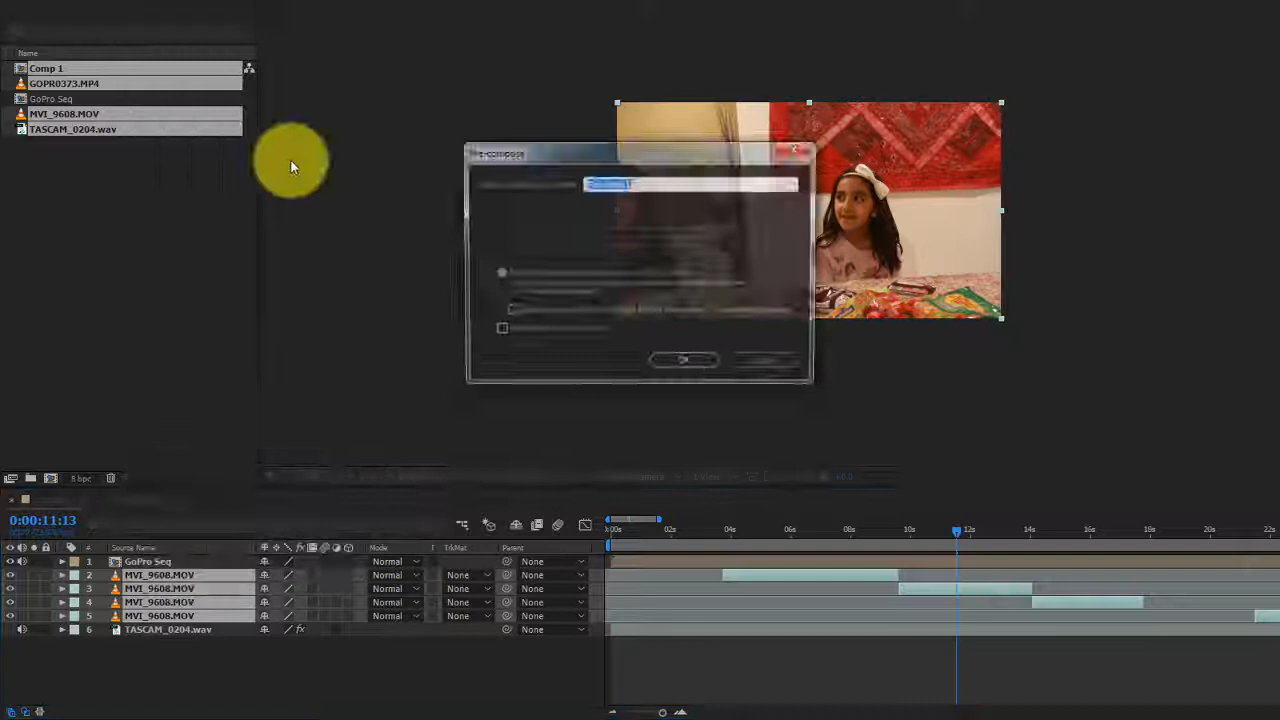 Name
Comp 1
GOPR0373.MP4
GoPro Seq
MVI_9608.MOV
TASCAM_0204.wav
5 bpc
0:00:11:13
# Source Name Mode T TrkMat Parent
:00s 02s 04s 06s 08s 10s 12s 14s 16s 18s 20s 22s
1 GoPro Seq Normal None
2 MVI_9608.MOV Normal None None
3 MVI_9608.MOV Normal None None
4 MVI_9608.MOV Normal None None
5 MVI_9608.MOV Normal None None
6 TASCAM_0204.wav None